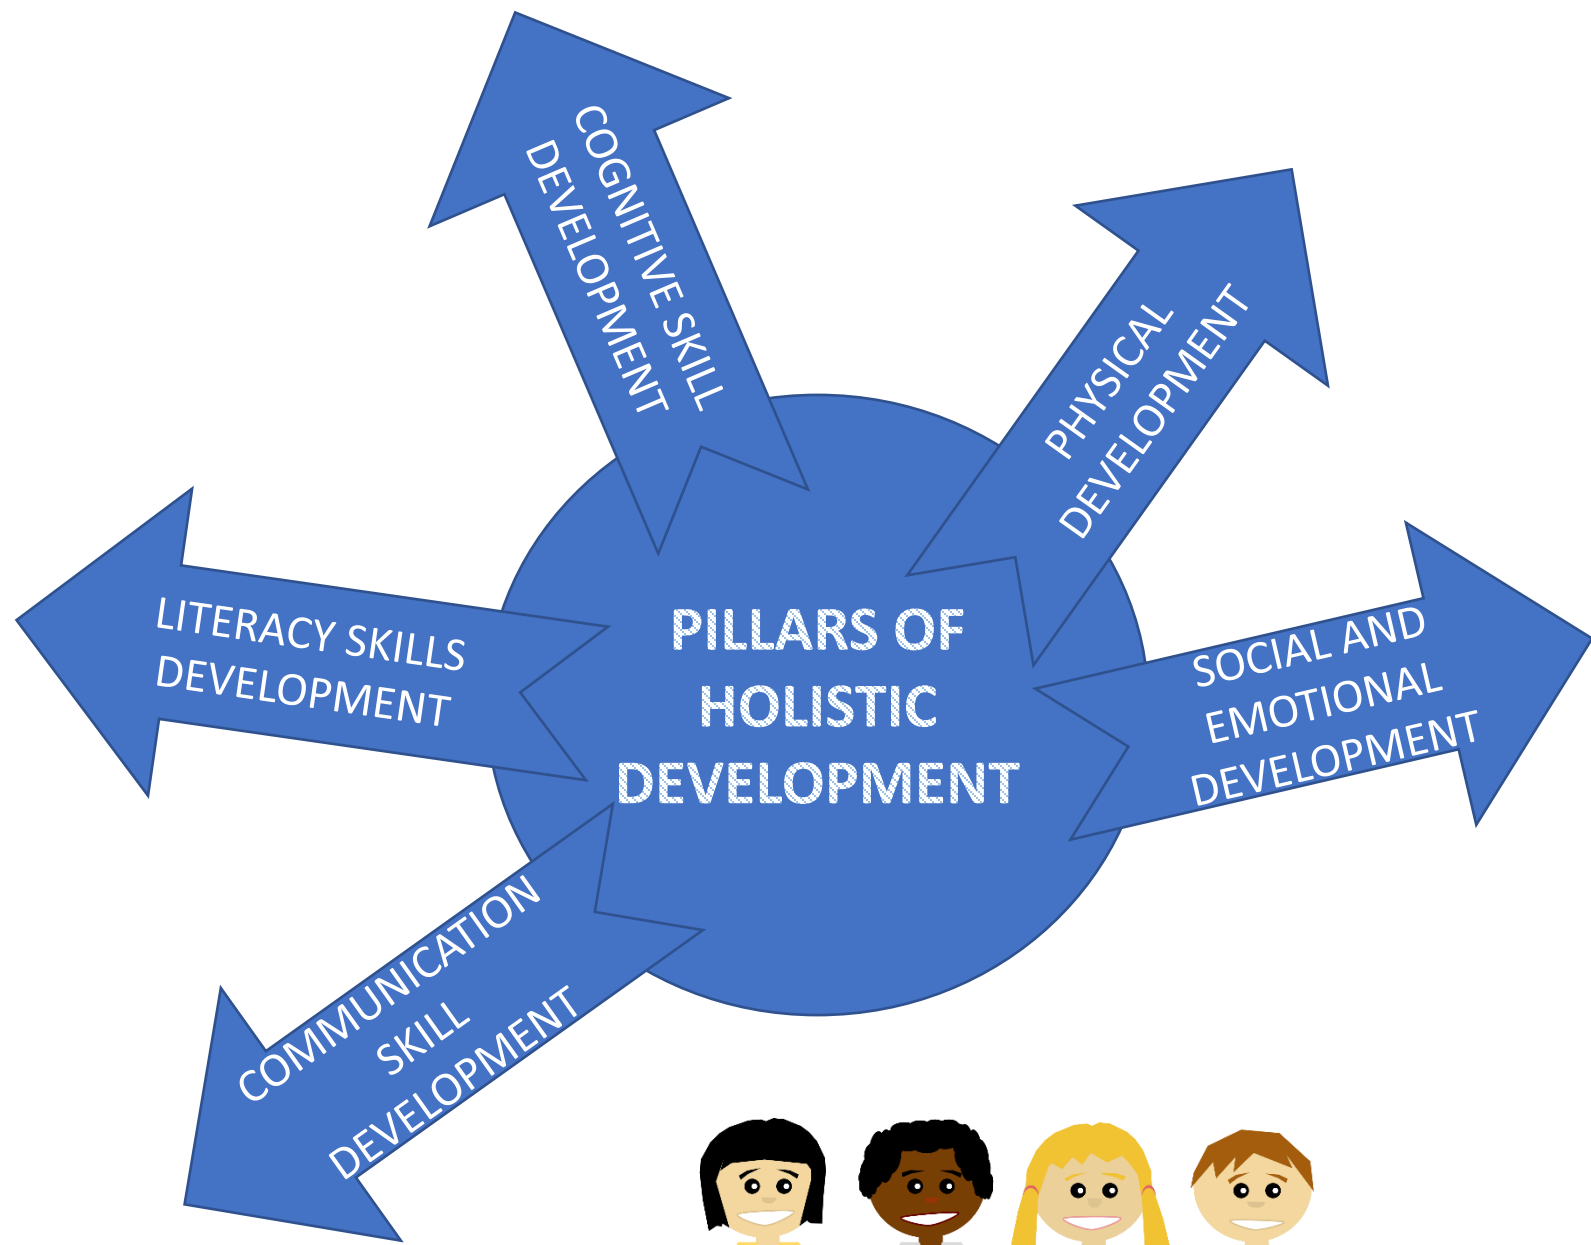 COGNITIVE SKILL
DEVELOPMENT
PHYSICAL
DEVELOPMENT
LITERACY SKILLS
DEVELOPMENT
PILLARS OF
HOLISTIC
DEVELOPMENT
SOCIAL AND
EMOTIONAL
DEVELOPMENT
COMMUNICATION
SKILL
DEVELOPMENT